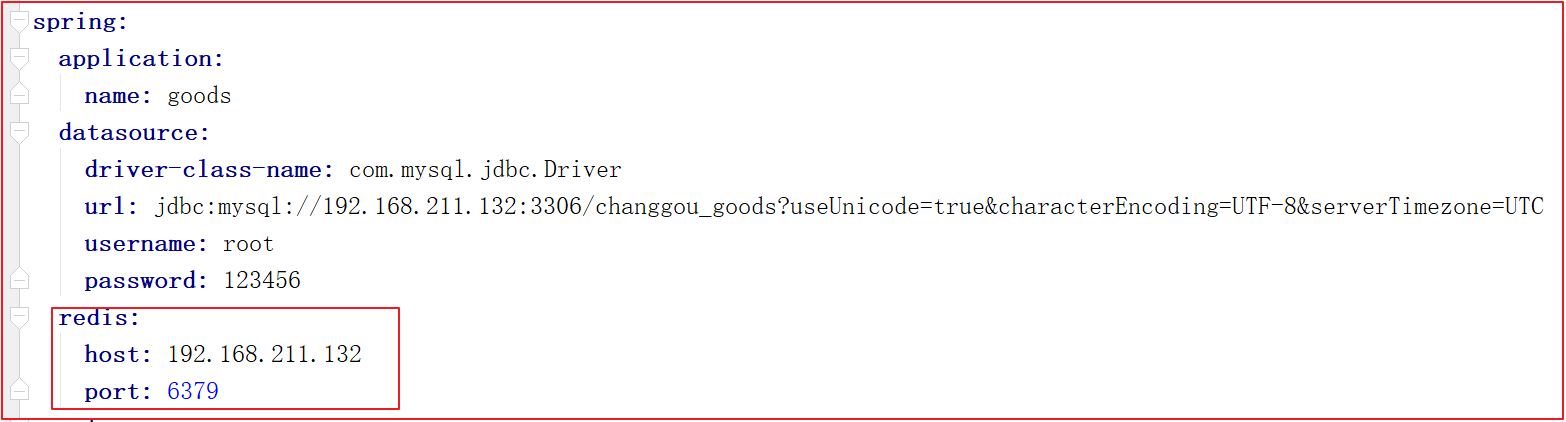 spring:
  application:
    name: goods
  datasource:
    driver-class-name: com.mysql.jdbc.Driver
    url: jdbc:mysql://192.168.211.132:3306/changgou_goods?useUnicode=true&characterEncoding=UTF-8&serverTimezone=UTC
    username: root
    password: 123456
  redis:
    host: 192.168.211.132
    port: 6379